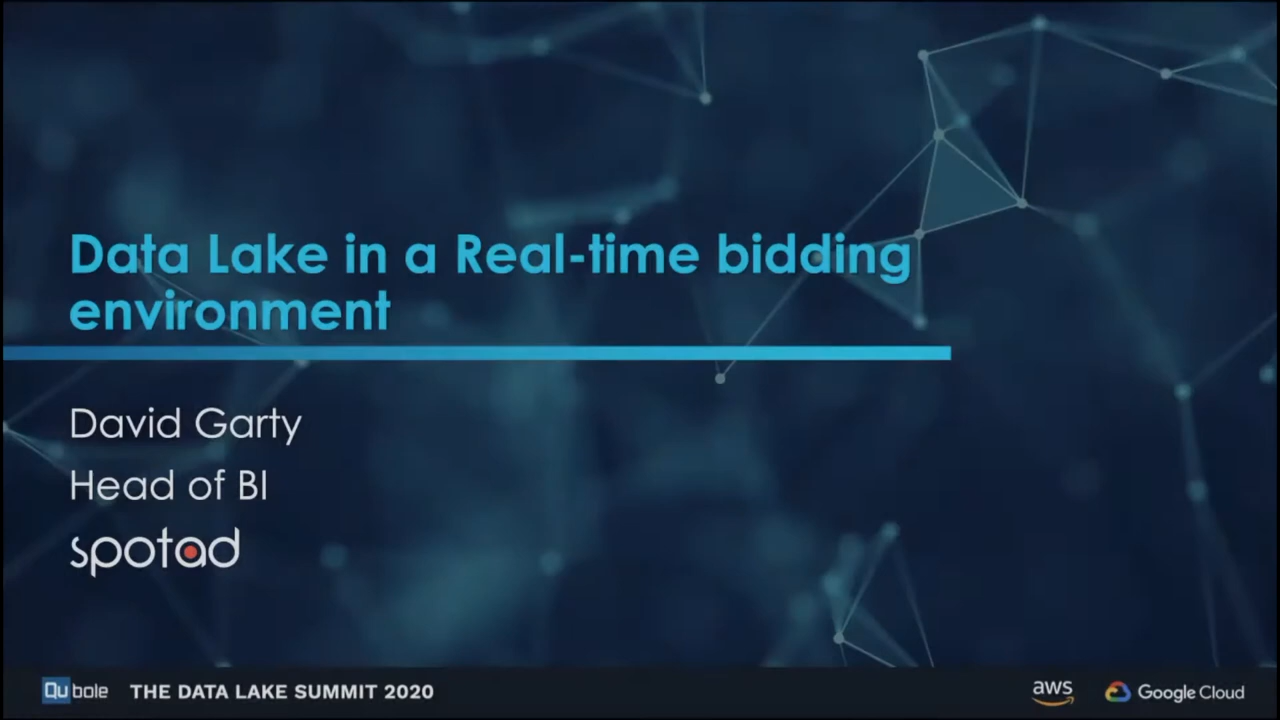 Data Lake in a Real-time bidding
environment
David Garty
Head of BI
spotad
Qubole THE DATA LAKE SUMMIT 2020 aws Google Cloud